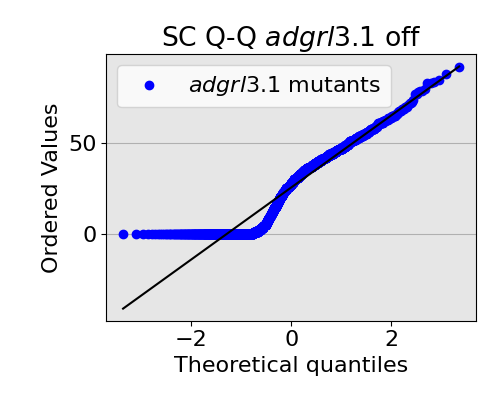 SC Q-Q adgrl3.1 off
adgrl3.1 mutants
Ordered Values
50
0
−2
0
2
Theoretical quantiles